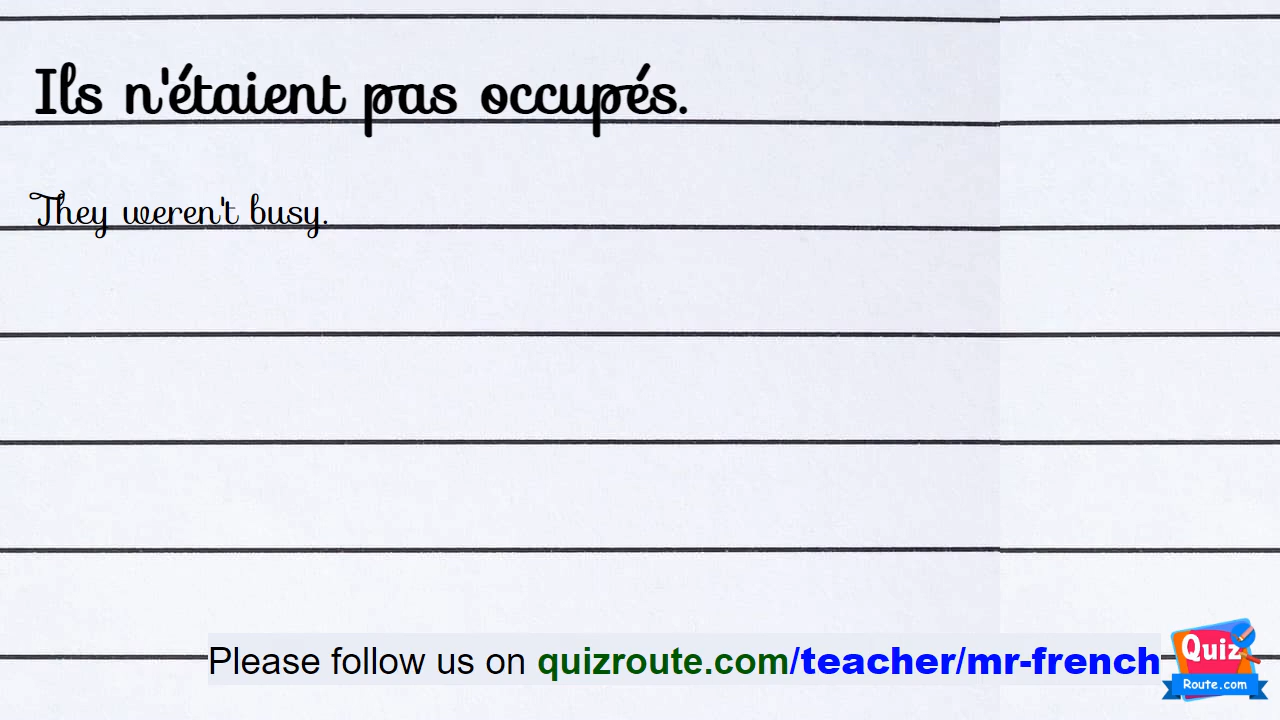 Ils n'étaient pas occupés.
They weren't busy.
Please follow us on quizroute.com/teacher/mr-french
Quiz
Route.com